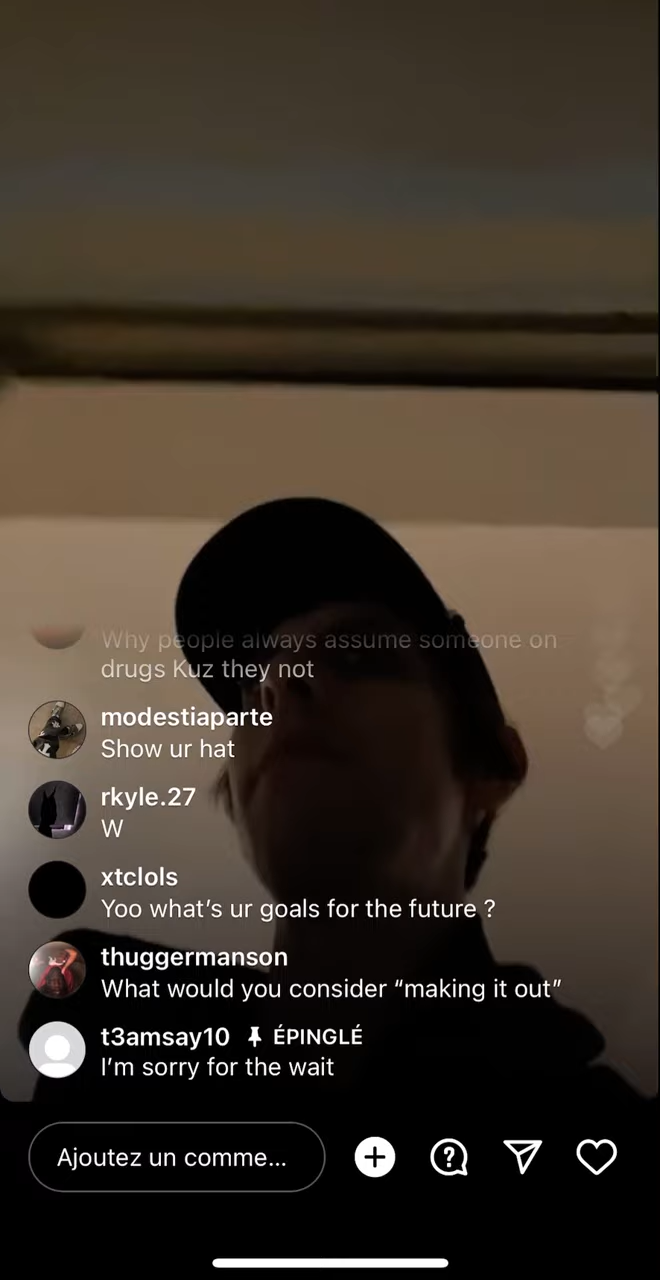 Why people always assume someone on
drugs Kuz they not
modestiaparte
Show ur hat
rkyle.27
W
xtclols
Yoo what’s ur goals for the future ?
thuggermanson
What would you consider “making it out”
t3amsay10 ÉPINGLÉ
I’m sorry for the wait
Ajoutez un comme...